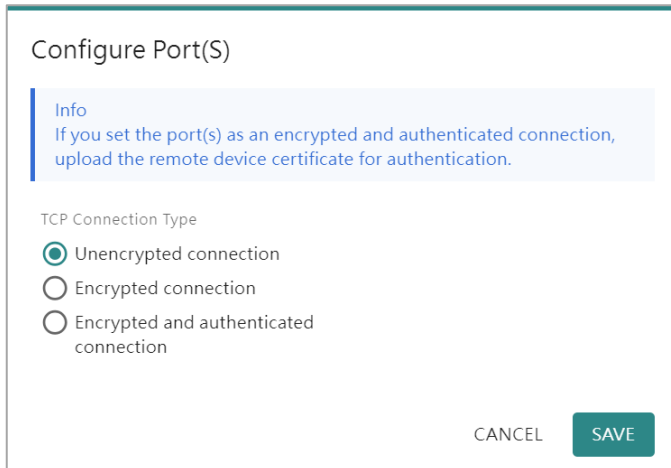 Configure Port(S)
Info
If you set the port(s) as an encrypted and authenticated connection,
upload the remote device certificate for authentication.
TCP Connection Type
Unencrypted connection
Encrypted connection
Encrypted and authenticated
connection
CANCEL
SAVE